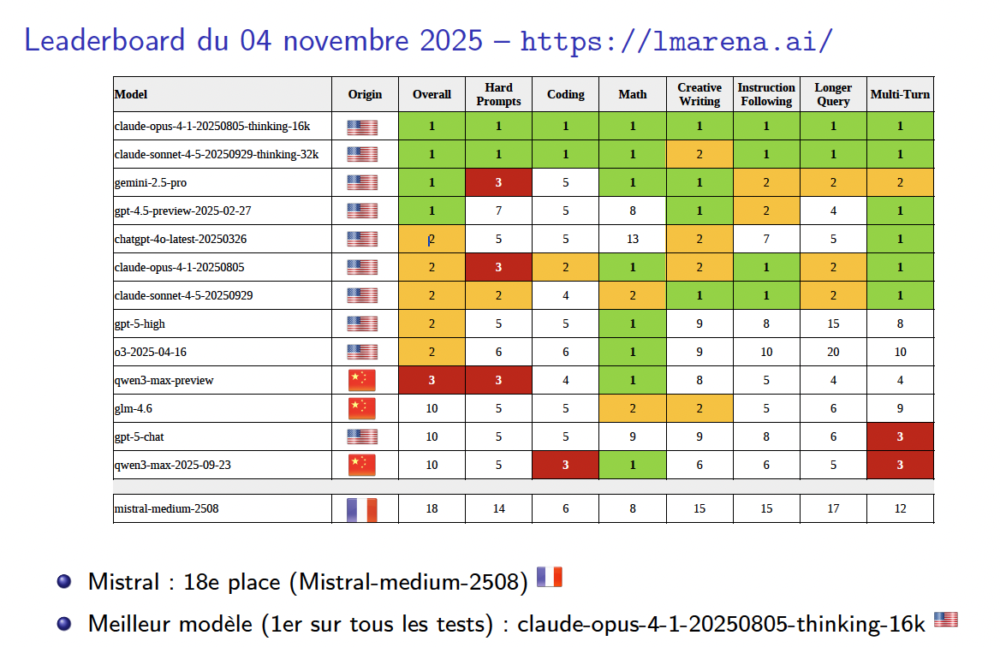 Leaderboard du 04 novembre 2025 – https://lmarena.ai/
Model Origin Overall Hard Prompts Coding Math Creative Writing Instruction Following Longer Query Multi-Turn
claude-opus-4-1-20250805-thinking-16k 1 1 1 1 1 1 1 1
claude-sonnet-4-5-20250929-thinking-32k 1 1 1 1 2 1 1 1
gemini-2.5-pro 1 3 5 1 1 2 2 2
gpt-4.5-preview-2025-02-27 1 7 5 8 1 2 4 1
chatgpt-4o-latest-20250326 2 5 5 13 2 7 5 1
claude-opus-4-1-20250805 2 3 2 1 2 1 2 1
claude-sonnet-4-5-20250929 2 2 4 2 1 1 2 1
gpt-5-high 2 5 5 1 9 8 15 8
o3-2025-04-16 2 6 6 1 9 10 20 10
qwen3-max-preview 3 3 4 1 8 5 4 4
glm-4.6 10 5 5 2 2 5 6 9
gpt-5-chat 10 5 5 9 9 8 6 3
qwen3-max-2025-09-23 10 5 3 1 6 6 5 3
mistral-medium-2508 18 14 6 8 15 15 17 12
Mistral : 18e place (Mistral-medium-2508)
Meilleur modèle (1er sur tous les tests) : claude-opus-4-1-20250805-thinking-16k